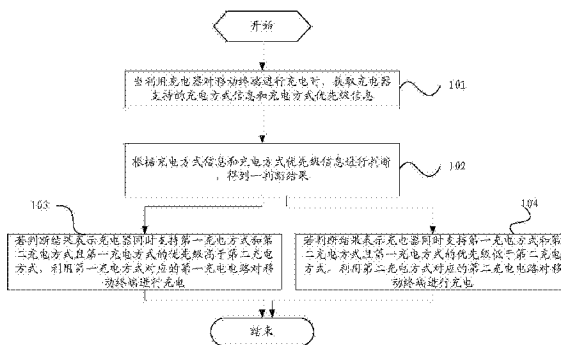 开始
当利用充电器对移动终端进行充电时，获取充电器
支持的充电方式信息和充电方式优先级信息
101
根据充电方式信息和充电方式优先级信息进行判断
，得到一判断结果
102
103
若判断结果表示充电器同时支持第一充电方式和第
二充电方式且第一充电方式的优先级高于第二充电
方式，利用第一充电方式对应的第一充电电路对移
动终端进行充电
104
若判断结果表示充电器同时支持第一充电方式和第
二充电方式且第一充电方式的优先级低于第二充电
方式，利用第二充电方式对应的第二充电电路对移
动终端进行充电
结束